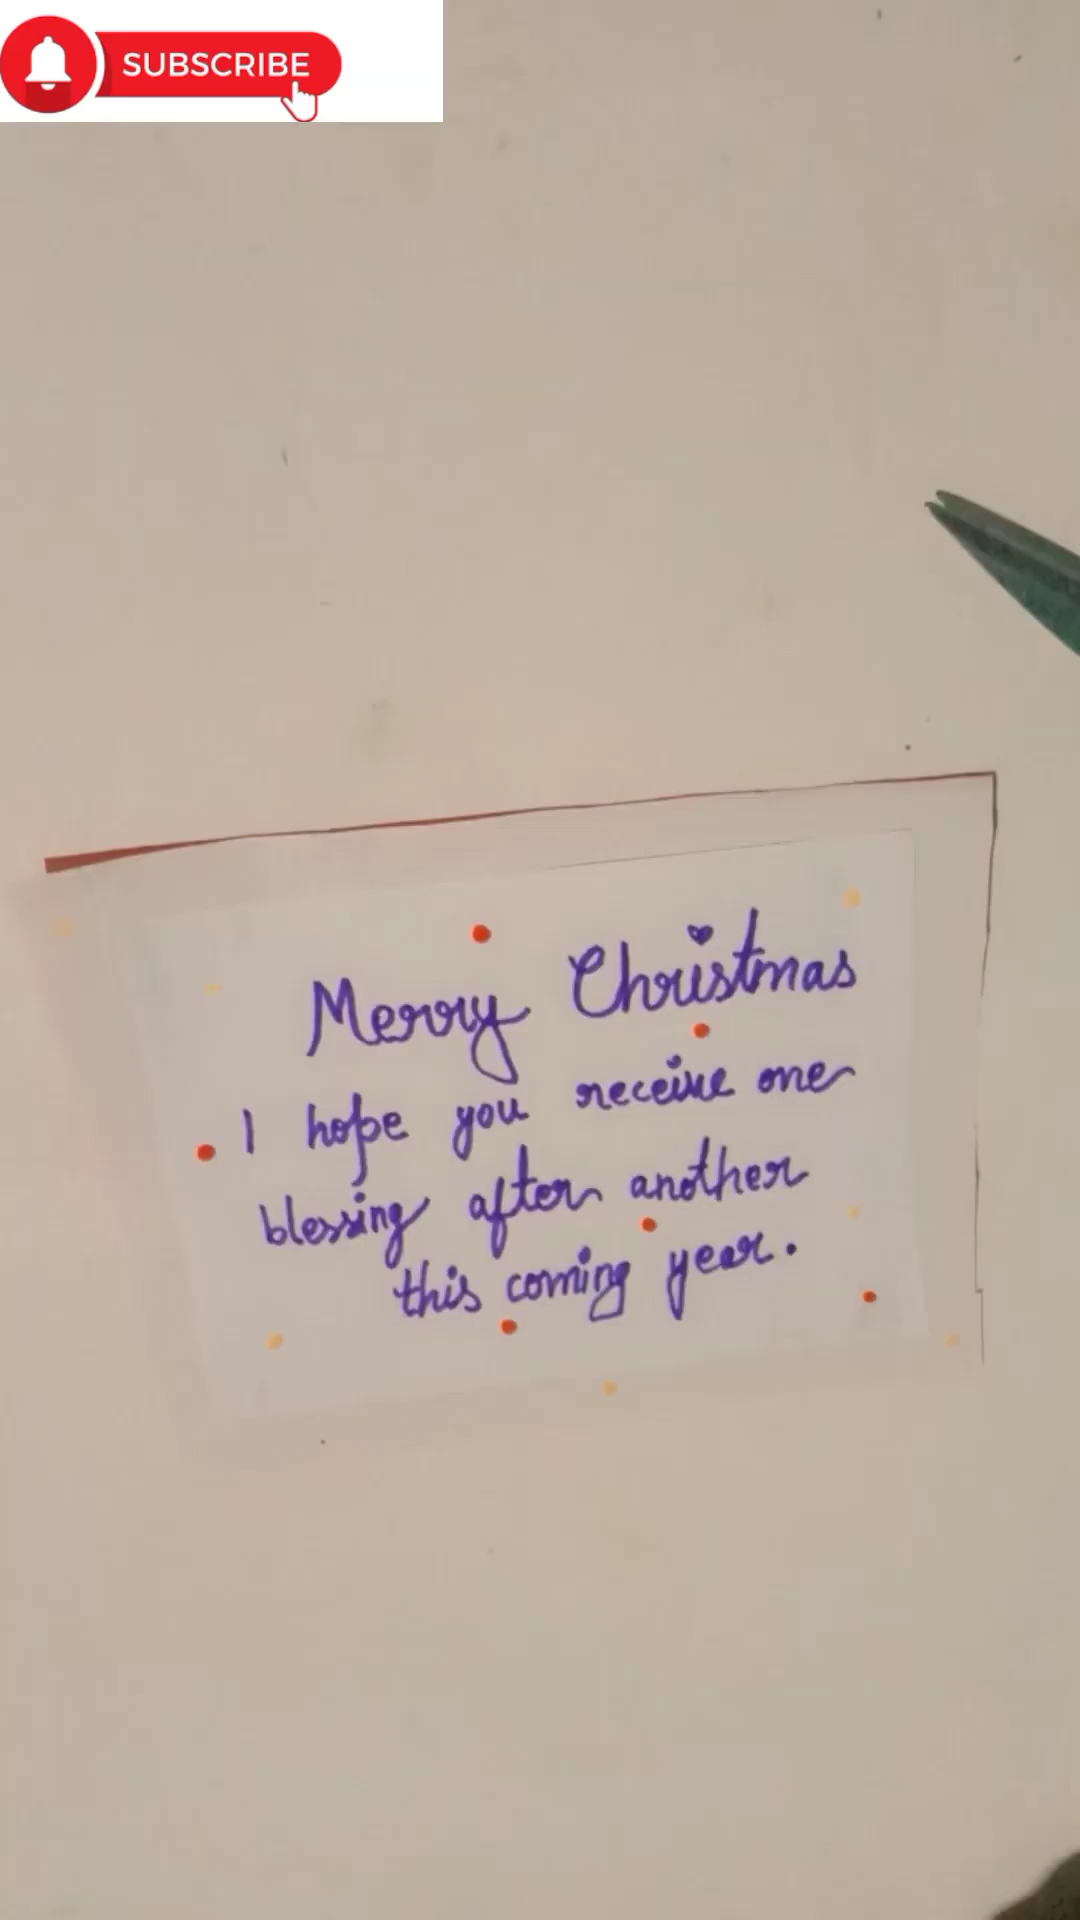 SUBSCRIBE
Merry Christmas
I hope you receive one
blessing after another
this coming year.